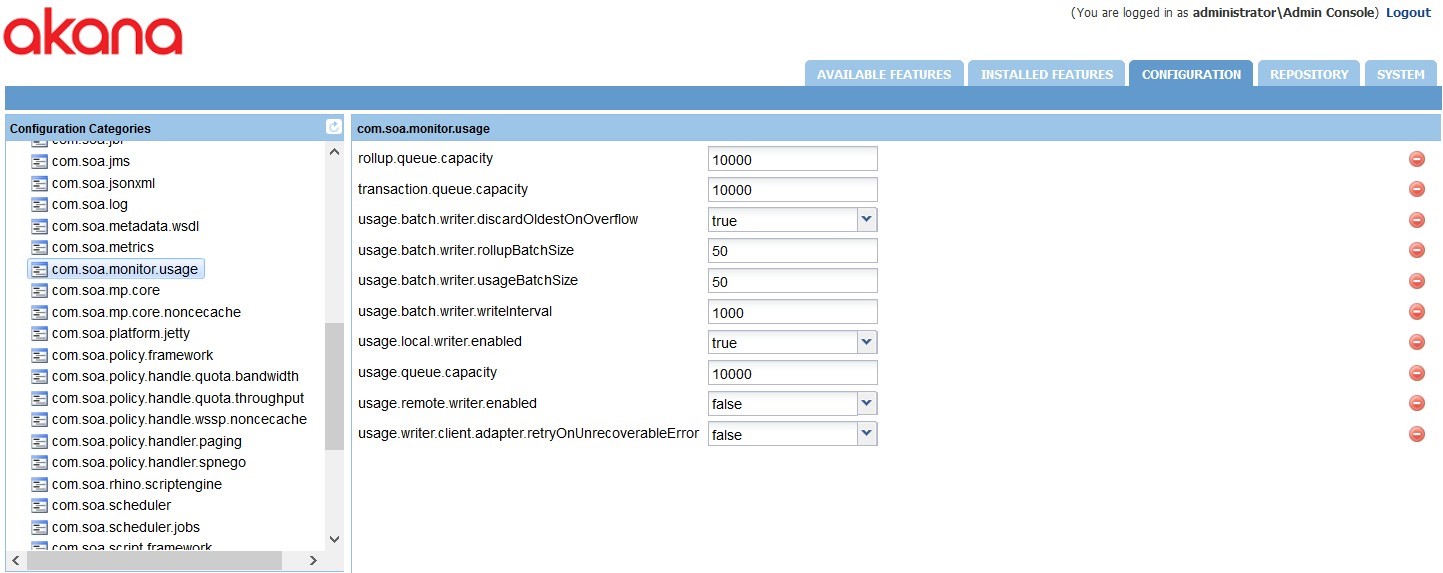 akana
(You are logged in as administrator\Admin Console) Logout
AVAILABLE FEATURES INSTALLED FEATURES CONFIGURATION REPOSITORY SYSTEM
Configuration Categories
com.soa.jbi
com.soa.jms
com.soa.jsonxml
com.soa.log
com.soa.metadata.wsdl
com.soa.metrics
com.soa.monitor.usage
com.soa.mp.core
com.soa.mp.core.noncecache
com.soa.platform.jetty
com.soa.policy.framework
com.soa.policy.handle.quota.bandwidth
com.soa.policy.handle.quota.throughput
com.soa.policy.handle.wssp.noncecache
com.soa.policy.handler.paging
com.soa.policy.handler.spnego
com.soa.rhino.scriptengine
com.soa.scheduler
com.soa.scheduler.jobs
com.soa.script.framework
com.soa.monitor.usage
rollup.queue.capacity 10000
transaction.queue.capacity 10000
usage.batch.writer.discardOldestOnOverflow true
usage.batch.writer.rollupBatchSize 50
usage.batch.writer.usageBatchSize 50
usage.batch.writer.writeInterval 1000
usage.local.writer.enabled true
usage.queue.capacity 10000
usage.remote.writer.enabled false
usage.writer.client.adapter.retryOnUnrecoverableError false